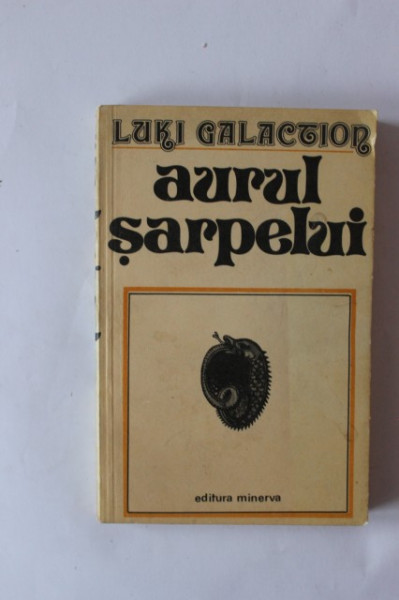 LUKI GALACTION
aurul
șarpelui
editura minerva